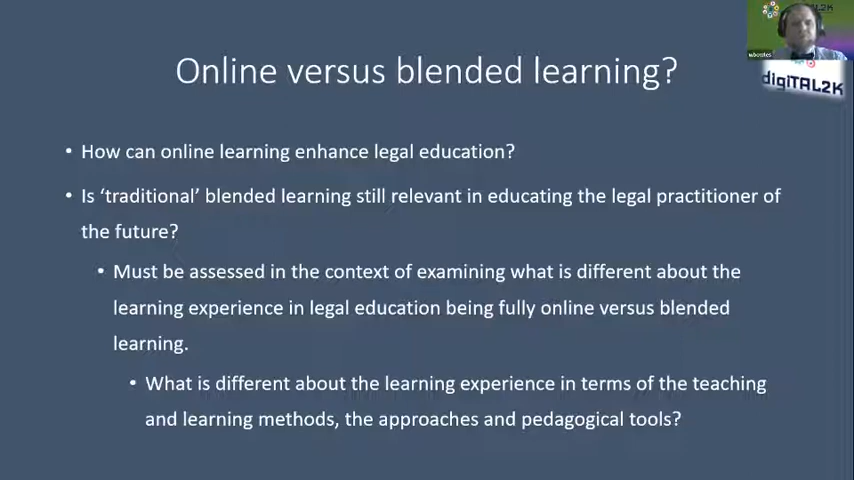 Online versus blended learning?
• How can online learning enhance legal education?
• Is ‘traditional’ blended learning still relevant in educating the legal practitioner of
the future?
• Must be assessed in the context of examining what is different about the
learning experience in legal education being fully online versus blended
learning.
• What is different about the learning experience in terms of the teaching
and learning methods, the approaches and pedagogical tools?
digiTAL2K